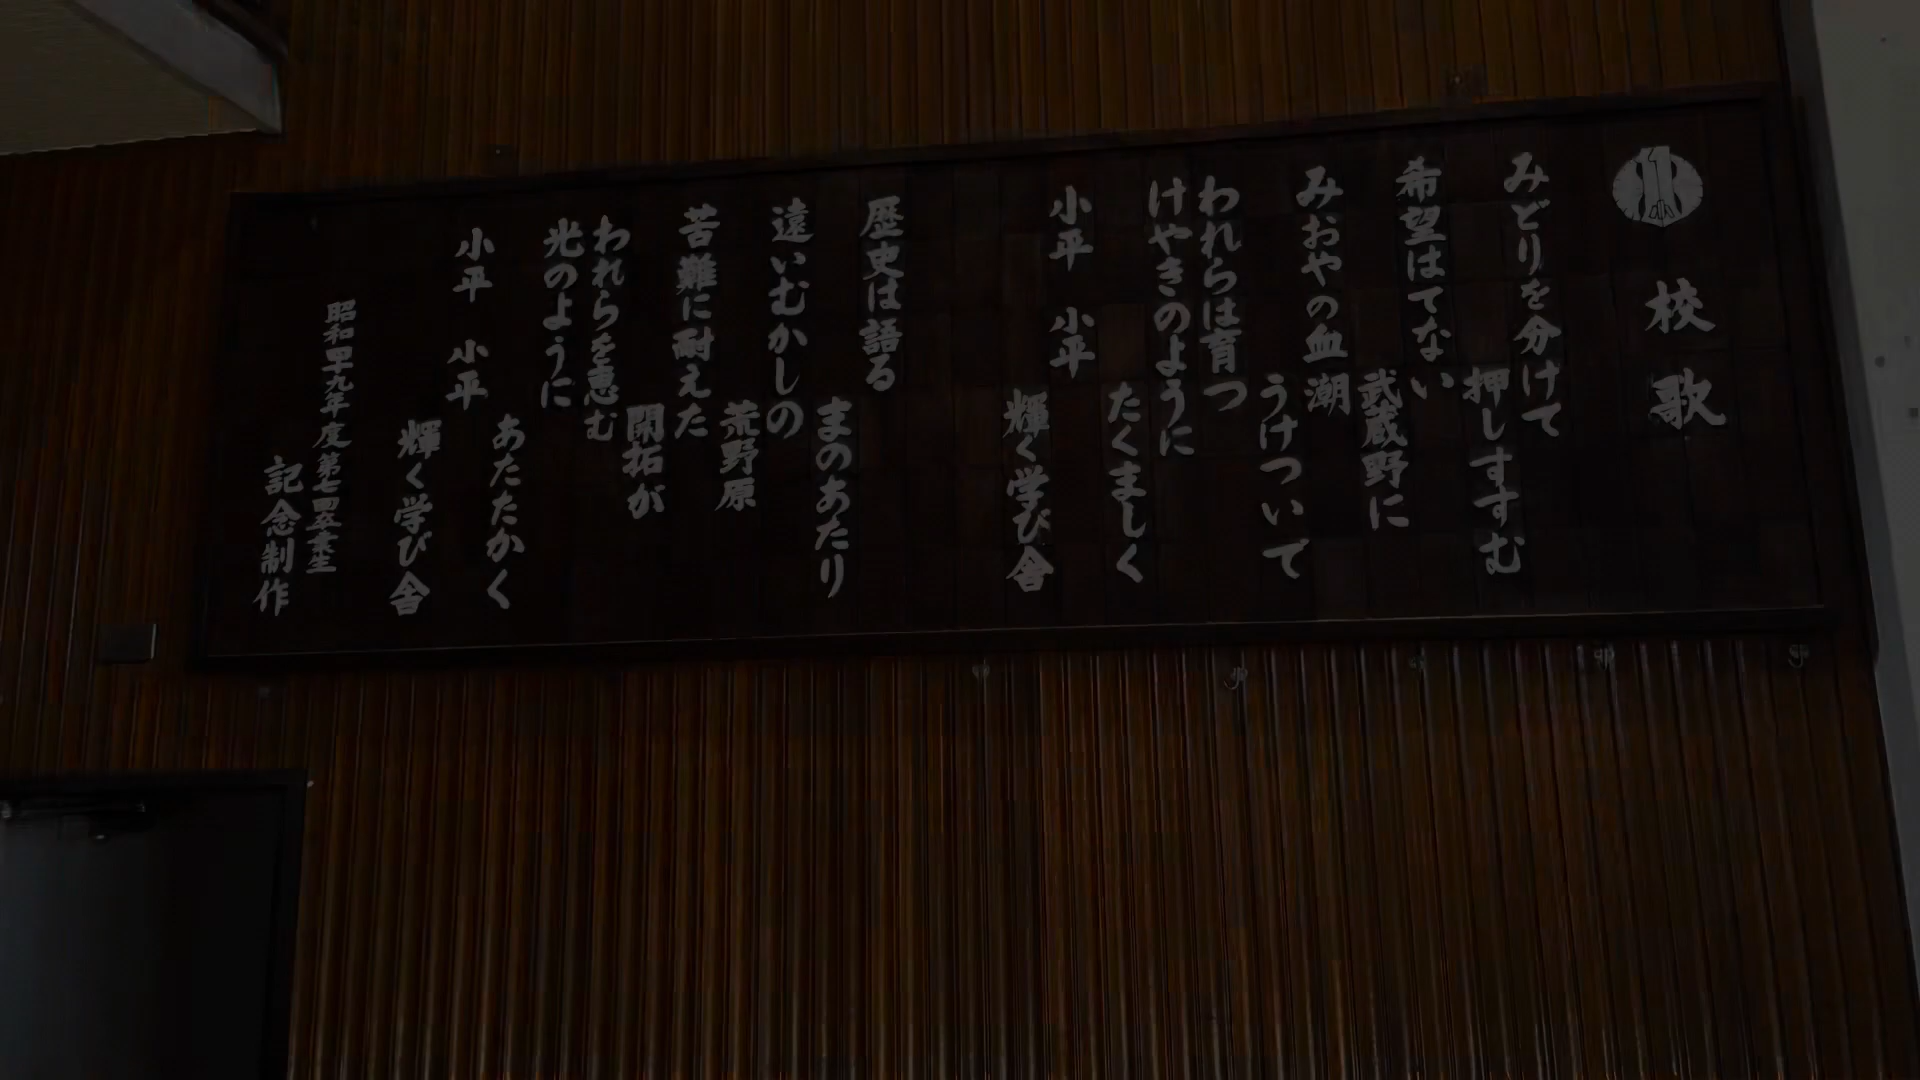 校歌
みどりを分けて
押しすすむ
希望はてない
武蔵野に
みおやの血潮
うけついで
われらは育つ
けやきのように
たくましく
小平 小平
輝く学び舎
歴史は語る
まのあたり
遠いむかしの
荒野原
苦難に耐えた
開拓が
われらを恵む
光のように
あたたかく
小平 小平
輝く学び舎
昭和四十九年度第七回卒業生
記念制作